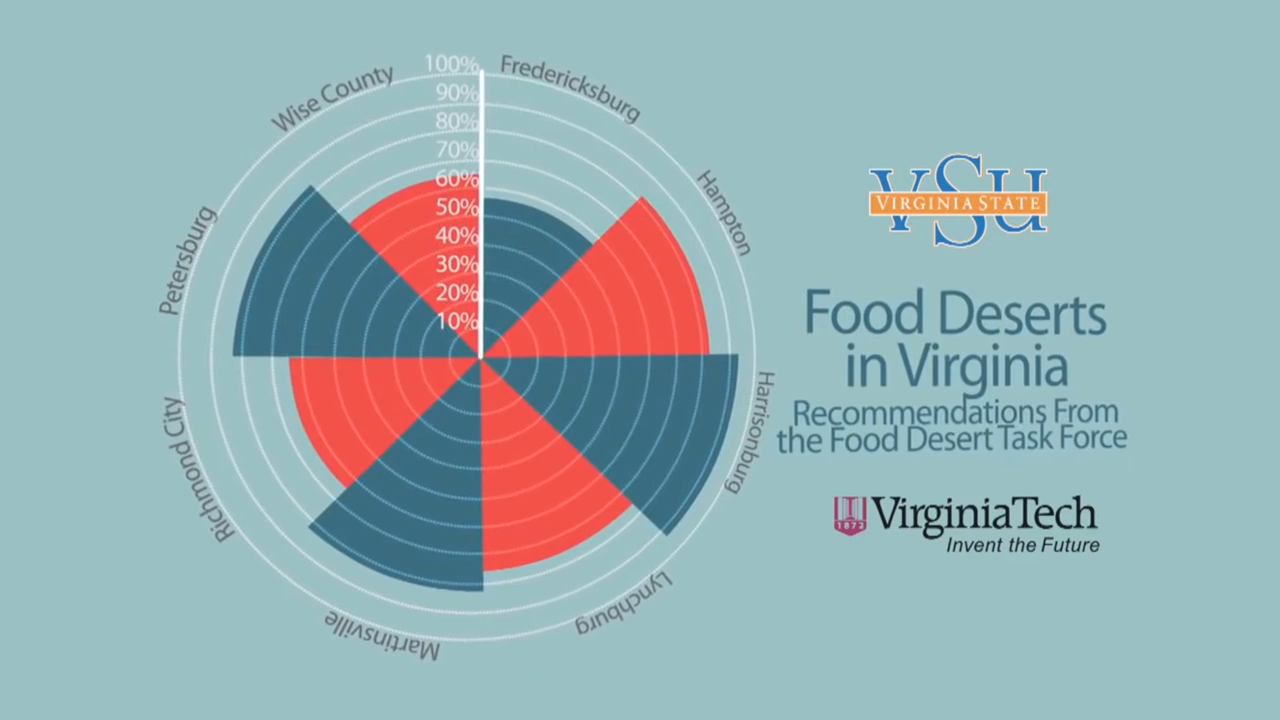 100%
90%
80%
70%
60%
50%
40%
30%
20%
10%
Fredericksburg
Hampton
Harrisonburg
Lynchburg
Martinsville
Richmond City
Petersburg
Wise County
VSU
VIRGINIA STATE
Food Deserts
in Virginia
Recommendations From
the Food Desert Task Force
1872
VirginiaTech
Invent the Future